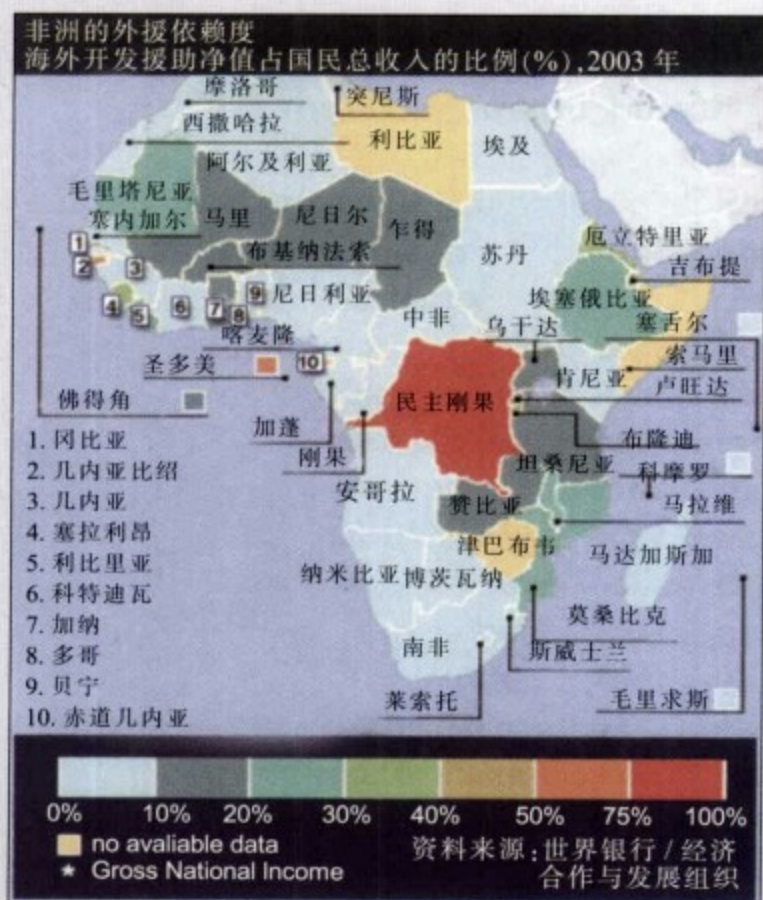 非洲的外援依赖度
海外开发援助净值占国民总收入的比例(%),2003 年
摩洛哥
突尼斯
西撒哈拉
利比亚
埃及
阿尔及利亚
毛里塔尼亚
塞内加尔
马里
尼日尔
乍得
布基纳法索
苏丹
厄立特里亚
吉布提
1
2
3
4
5
6
7
8
9
尼日利亚
埃塞俄比亚
塞舌尔
中非
乌干达
喀麦隆
索马里
圣多美
10
肯尼亚
卢旺达
佛得角
民主刚果
加蓬
布隆迪
刚果
坦桑尼亚
科摩罗
安哥拉
赞比亚
马拉维
津巴布韦
马达加斯加
纳米比亚
博茨瓦纳
莫桑比克
南非
斯威士兰
莱索托
毛里求斯
1. 冈比亚
2. 几内亚比绍
3. 几内亚
4. 塞拉利昂
5. 利比里亚
6. 科特迪瓦
7. 加纳
8. 多哥
9. 贝宁
10. 赤道几内亚
0% 10% 20% 30% 40% 50% 75% 100%
no avaliable data
★ Gross National Income
资料来源:世界银行/经济
合作与发展组织